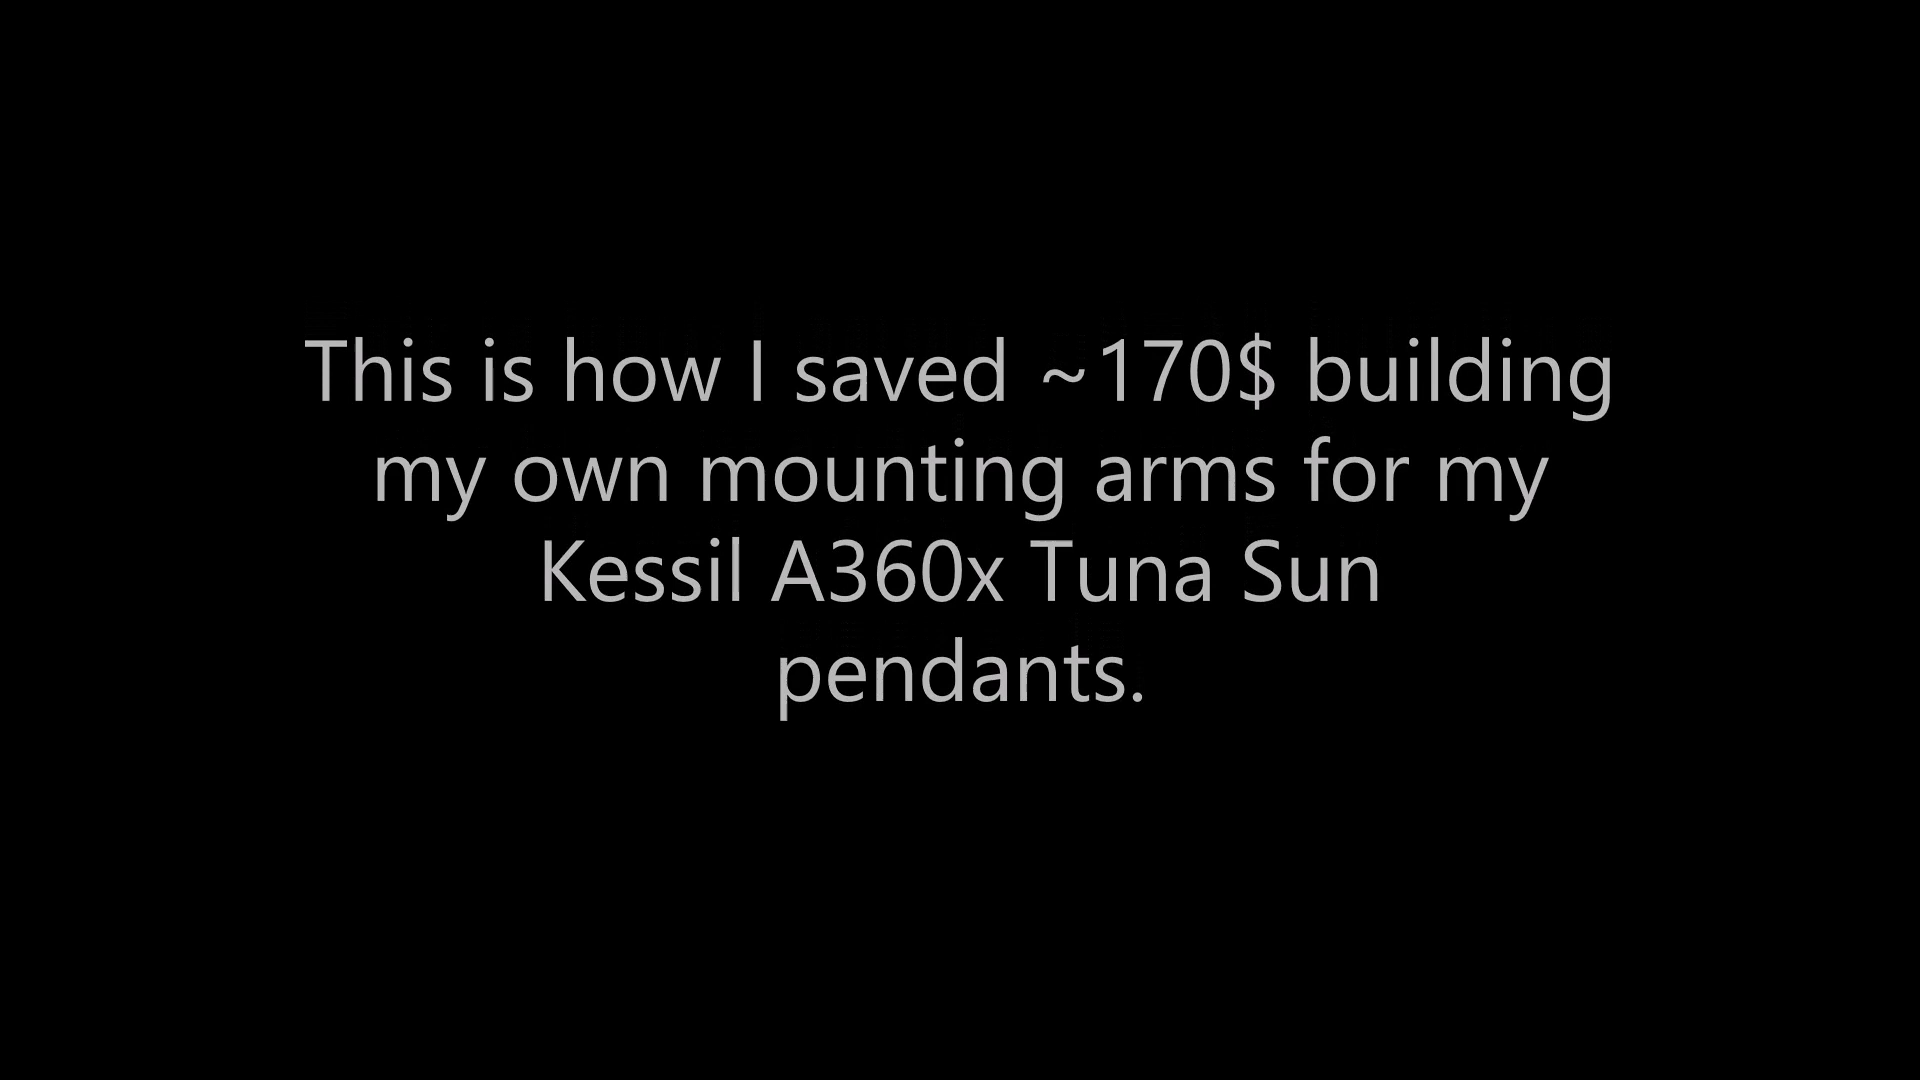 This is how I saved ~170$ building
my own mounting arms for my
Kessil A360x Tuna Sun
pendants.